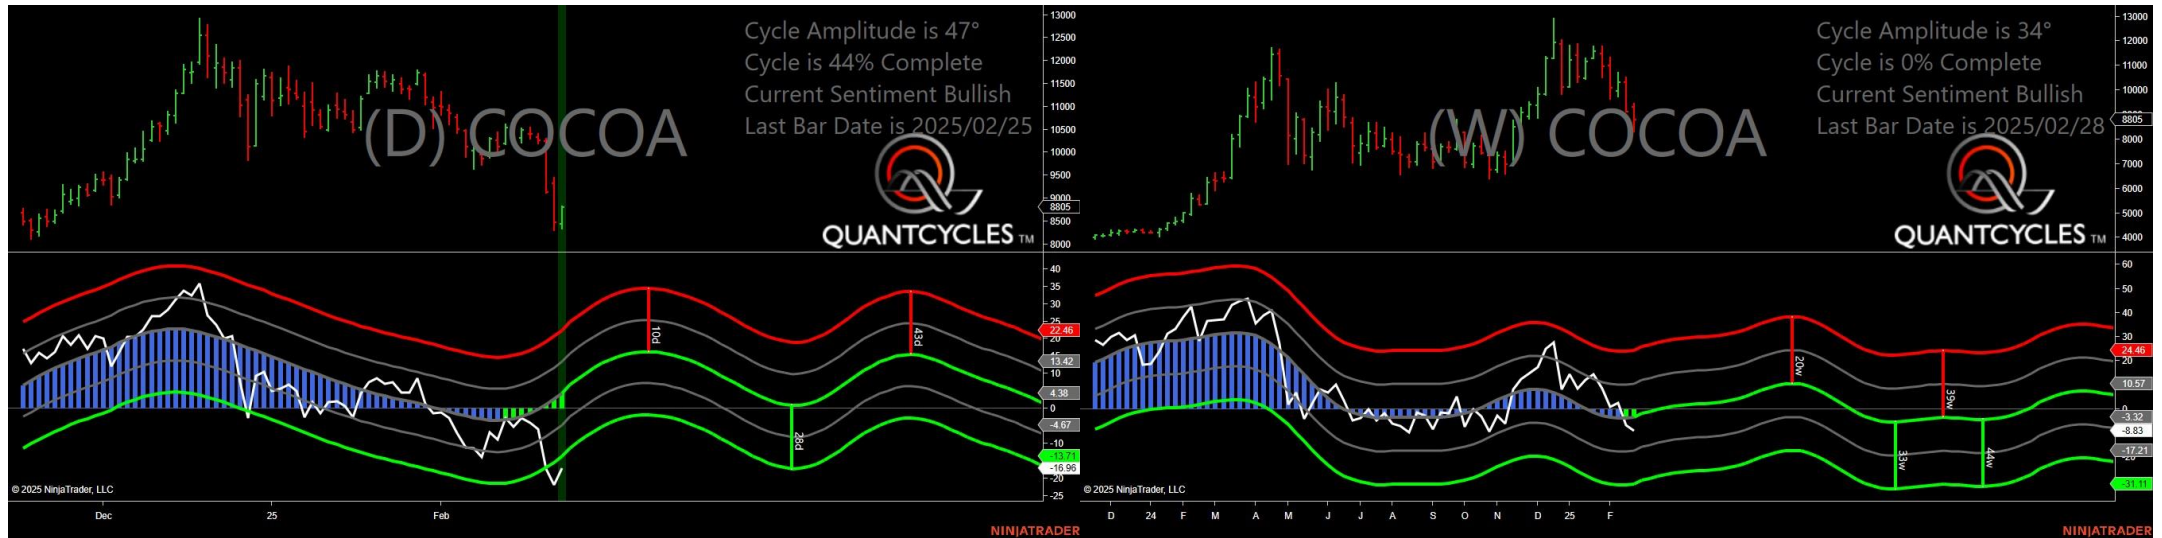 Cycle Amplitude is 47°
Cycle is 44% Complete
Current Sentiment Bullish
Last Bar Date is 2025/02/25
(D) COCOA
QUANTCYCLES TM
13000
12500
12000
11500
11000
10500
10000
9500
9000
8805
8500
8000
40
35
30
25
22.46
20
15
13.42
10
5
4.38
0
-4.67
-10
-13.71
-16.96
-20
-25
10d
28d
43d
© 2025 NinjaTrader, LLC
Dec
25
Feb
NINJATRADER
Cycle Amplitude is 34°
Cycle is 0% Complete
Current Sentiment Bullish
Last Bar Date is 2025/02/28
(W) COCOA
QUANTCYCLES TM
13000
12000
11000
10000
8805
8000
7000
6000
5000
4000
60
50
40
30
24.46
20
10.57
0
-3.32
-8.83
-17.21
-31.11
20w
33w
39w
44w
© 2025 NinjaTrader, LLC
D 24 F M A M J J A S O N D 25 F
NINJATRADER